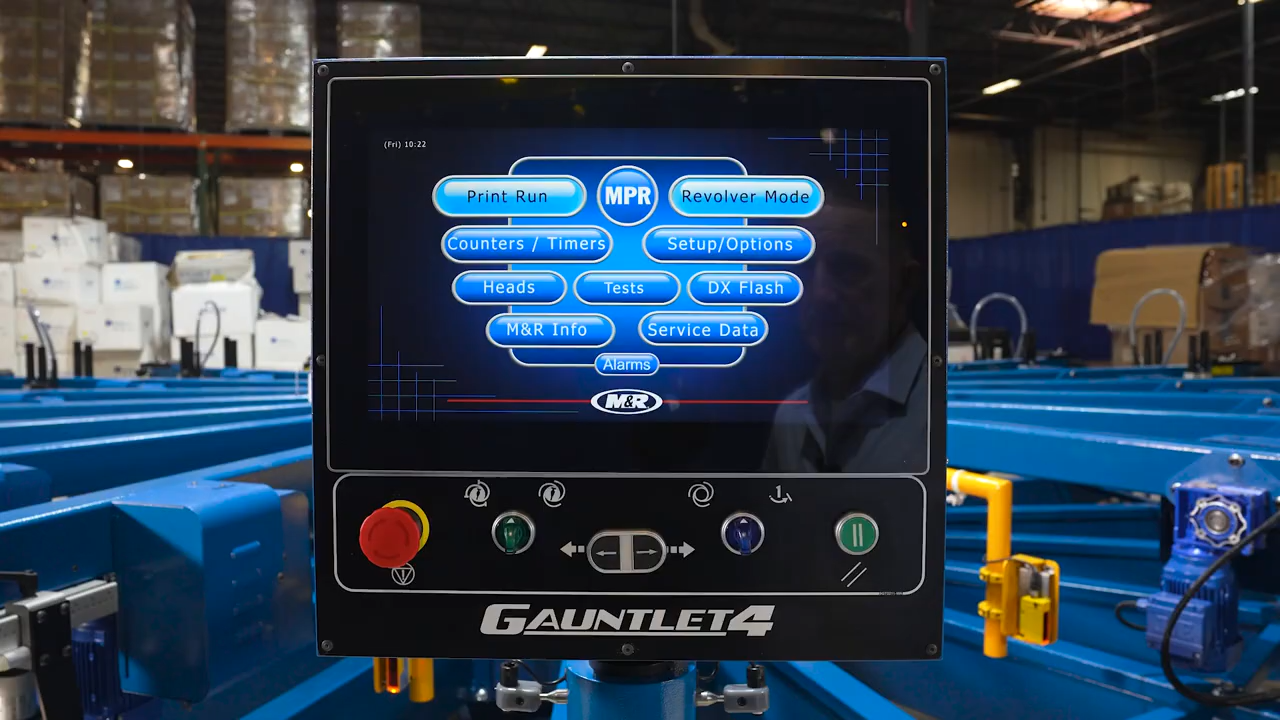 (Fri) 10:22
Print Run
MPR
Revolver Mode
Counters / Timers
Setup/Options
Heads
Tests
DX Flash
M&R Info
Service Data
Alarms
M&R
1
GAUNTLET4